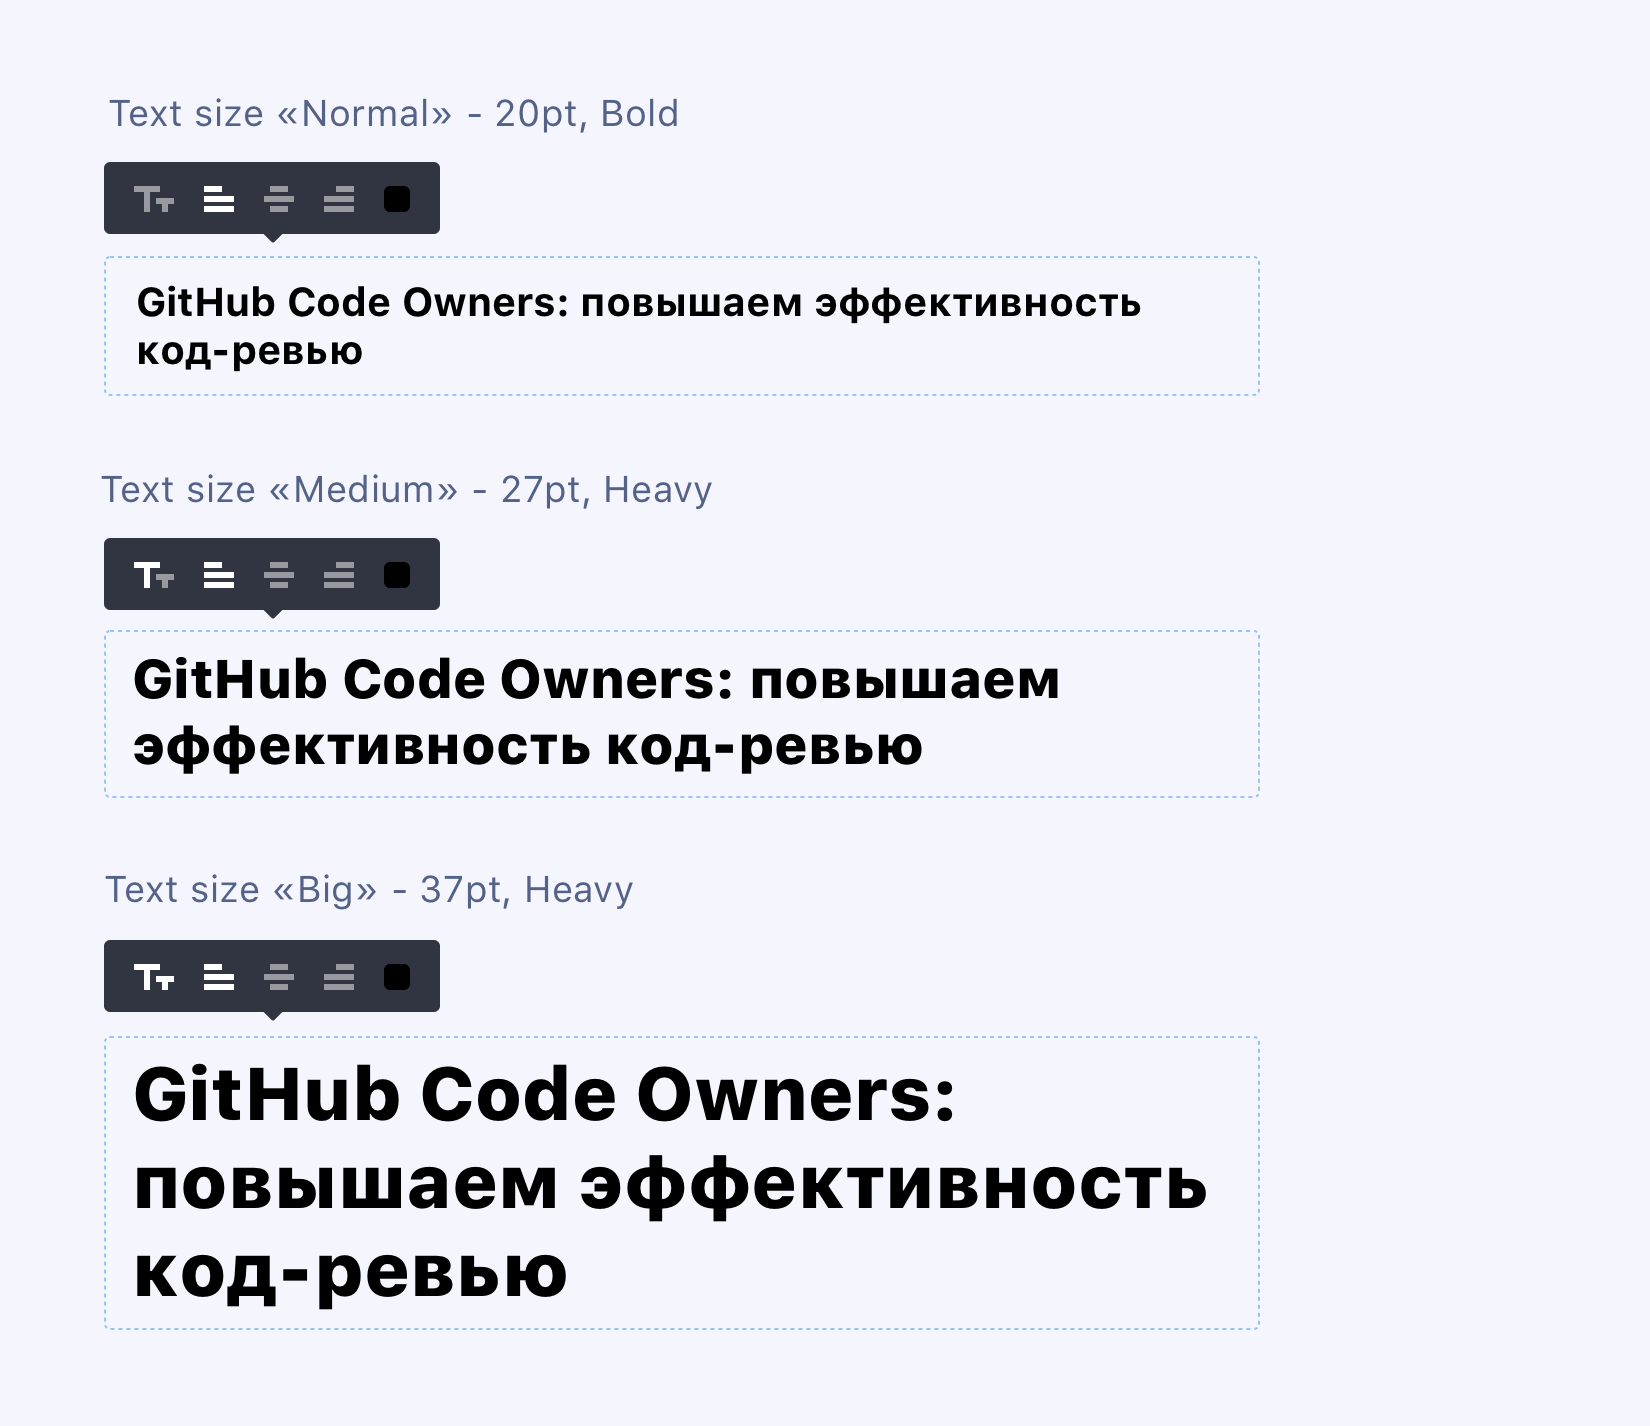 Text size «Normal» - 20pt, Bold
GitHub Code Owners: повышаем эффективность
код-ревью
Text size «Medium» - 27pt, Heavy
GitHub Code Owners: повышаем
эффективность код-ревью
Text size «Big» - 37pt, Heavy
GitHub Code Owners:
повышаем эффективность
код-ревью